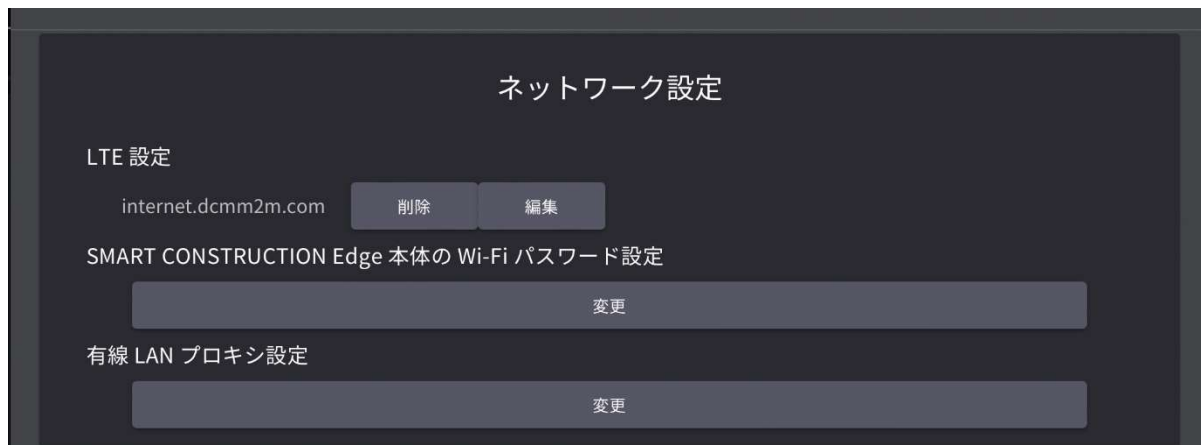 ネットワーク設定
LTE 設定
internet.dcmm2m.com 削除 編集
SMART CONSTRUCTION Edge 本体の Wi-Fi パスワード設定
変更
有線 LAN プロキシ設定
変更